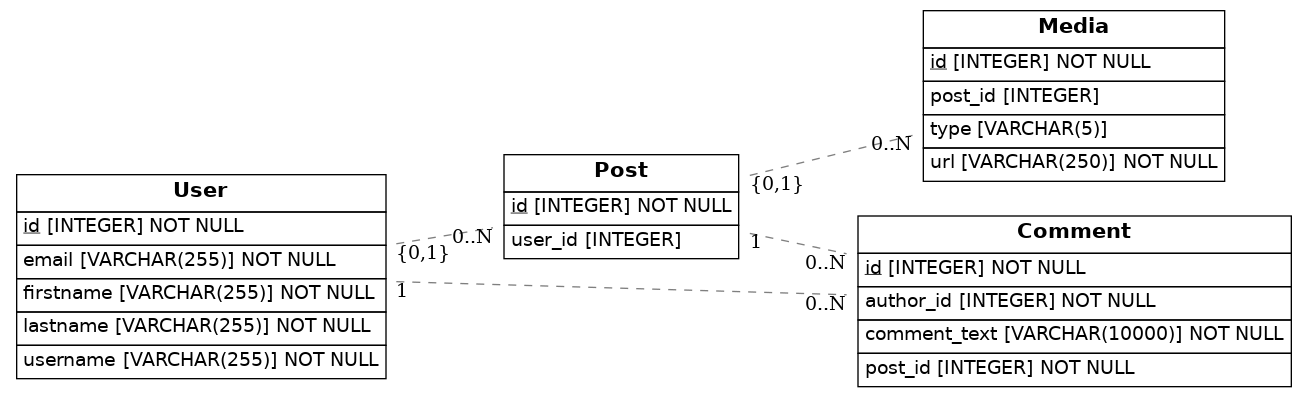 User
id [INTEGER] NOT NULL
email [VARCHAR(255)] NOT NULL
firstname [VARCHAR(255)] NOT NULL
lastname [VARCHAR(255)] NOT NULL
username [VARCHAR(255)] NOT NULL
{0,1}
0..N
1
0..N
Post
id [INTEGER] NOT NULL
user_id [INTEGER]
{0,1}
0..N
1
0..N
Media
id [INTEGER] NOT NULL
post_id [INTEGER]
type [VARCHAR(5)]
url [VARCHAR(250)] NOT NULL
Comment
id [INTEGER] NOT NULL
author_id [INTEGER] NOT NULL
comment_text [VARCHAR(10000)] NOT NULL
post_id [INTEGER] NOT NULL